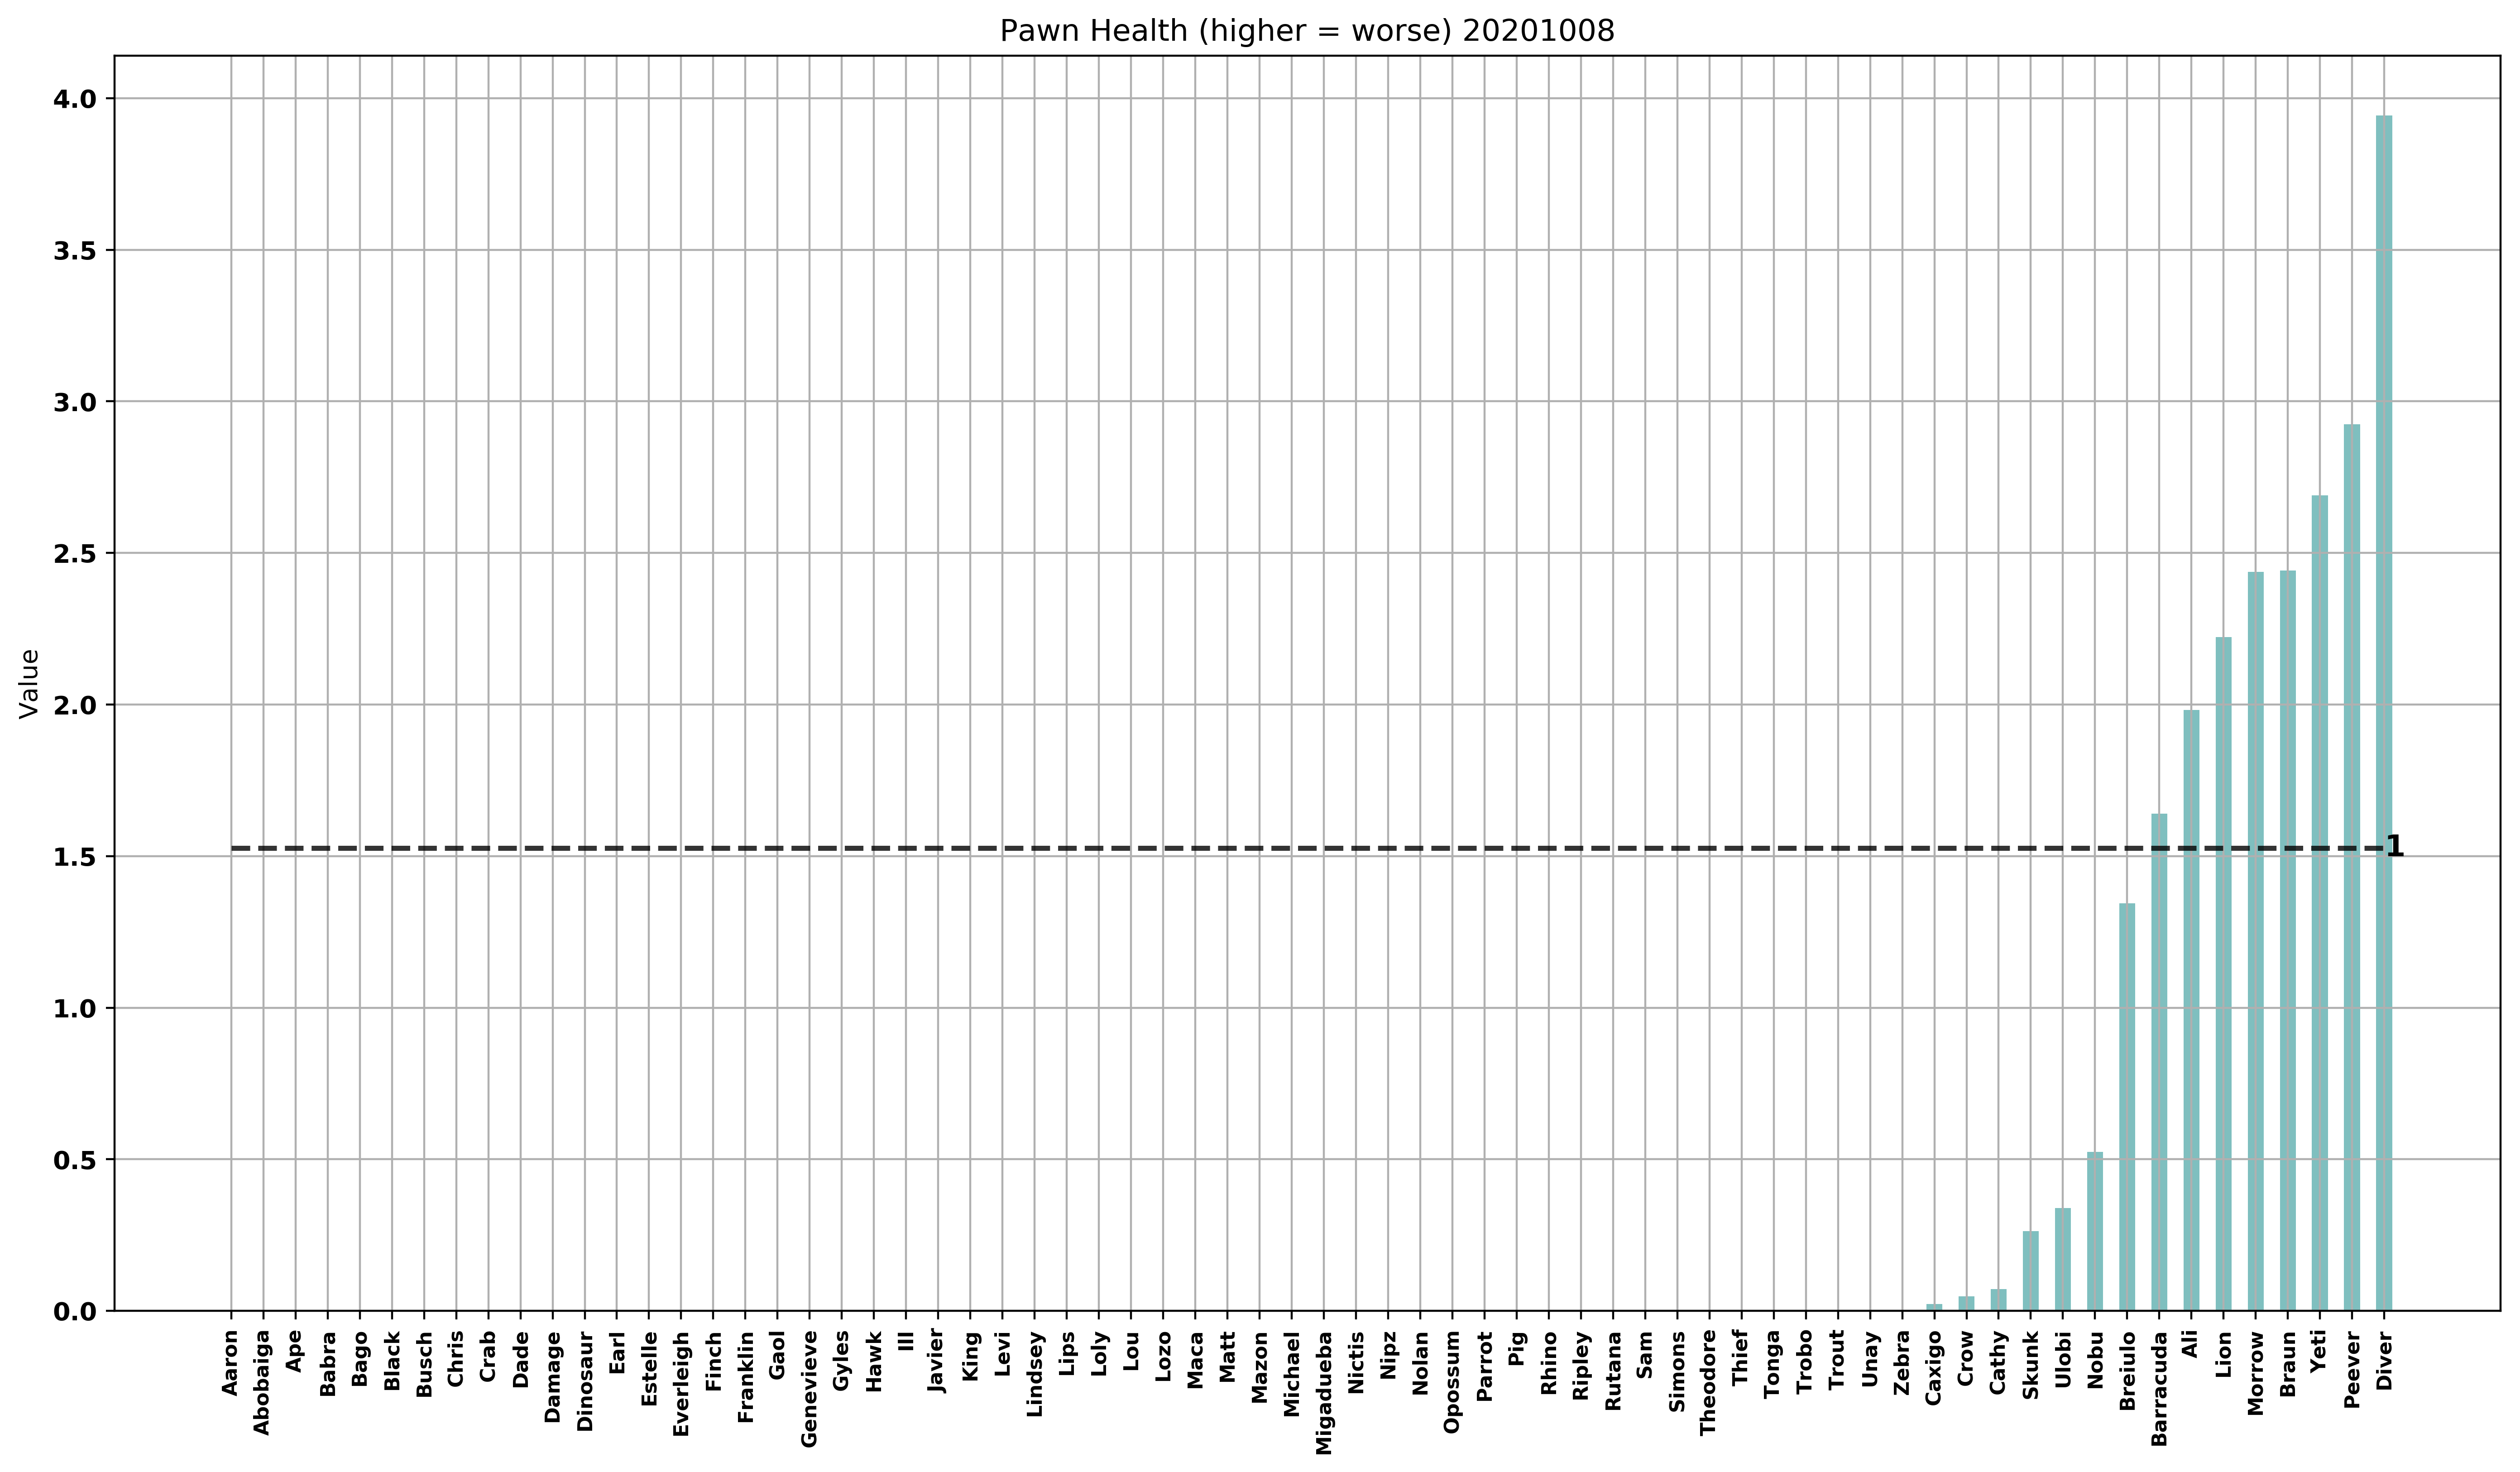 Pawn Health (higher = worse) 20201008
4.0
3.5
3.0
2.5
2.0
1.5
1.0
0.5
0.0
Value
1
Aaron
Abobaiga
Ape
Babra
Bago
Black
Busch
Chris
Crab
Dade
Damage
Dinosaur
Earl
Estelle
Everleigh
Finch
Franklin
Gaol
Genevieve
Gyles
Hawk
Ill
Javier
King
Levi
Lindsey
Lips
Loly
Lou
Lozo
Maca
Matt
Mazon
Michael
Migadueba
Nictis
Nipz
Nolan
Opossum
Parrot
Pig
Rhino
Ripley
Rutana
Sam
Simons
Theodore
Thief
Tonga
Trobo
Trout
Unay
Zebra
Caxigo
Crow
Cathy
Skunk
Ulobi
Nobu
Breiulo
Barracuda
Ali
Lion
Morrow
Braun
Yeti
Peever
Diver